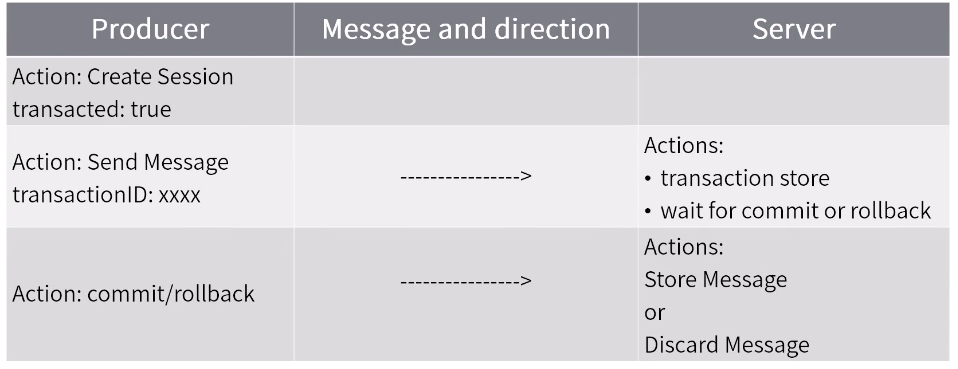 Producer
Message and direction
Server
Action: Create Session
transacted: true
Action: Send Message
transactionID: xxxx
---------------->
Actions:
• transaction store
• wait for commit or rollback
Action: commit/rollback
---------------->
Actions:
Store Message
or
Discard Message